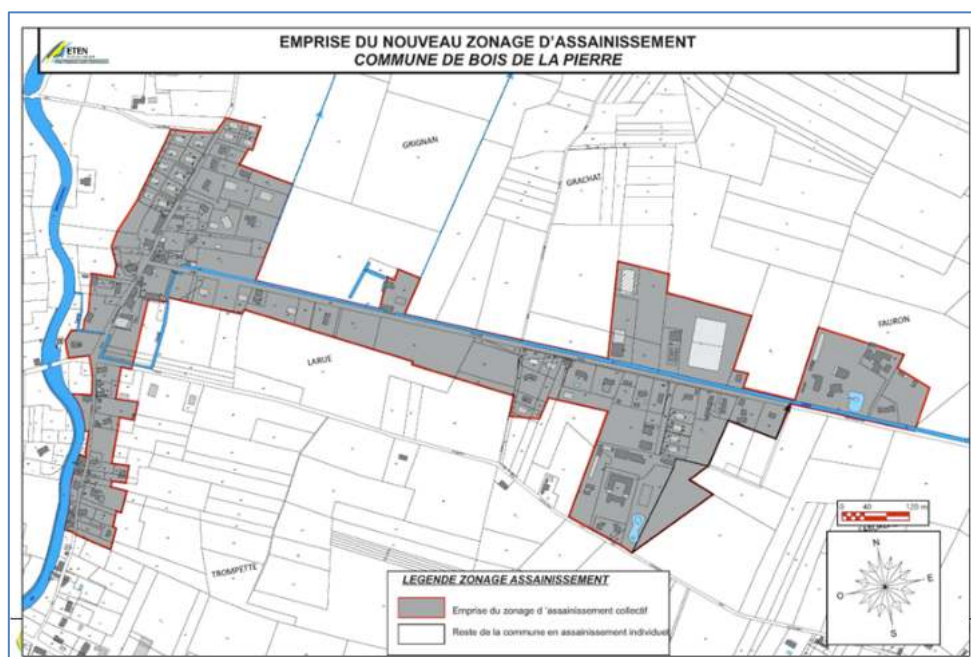 ETEN
EMPRISE DU NOUVEAU ZONAGE D'ASSAINISSEMENT
COMMUNE DE BOIS DE LA PIERRE
GRIGNAN
GRACHAT
FAURON
LARUE
TROMPETTE
0 40 120 m
N
E
O
S
LEGENDE ZONAGE ASSAINISSEMENT
Emprise du zonage d 'assainissement collectif
Reste de la commune en assainissement individuel